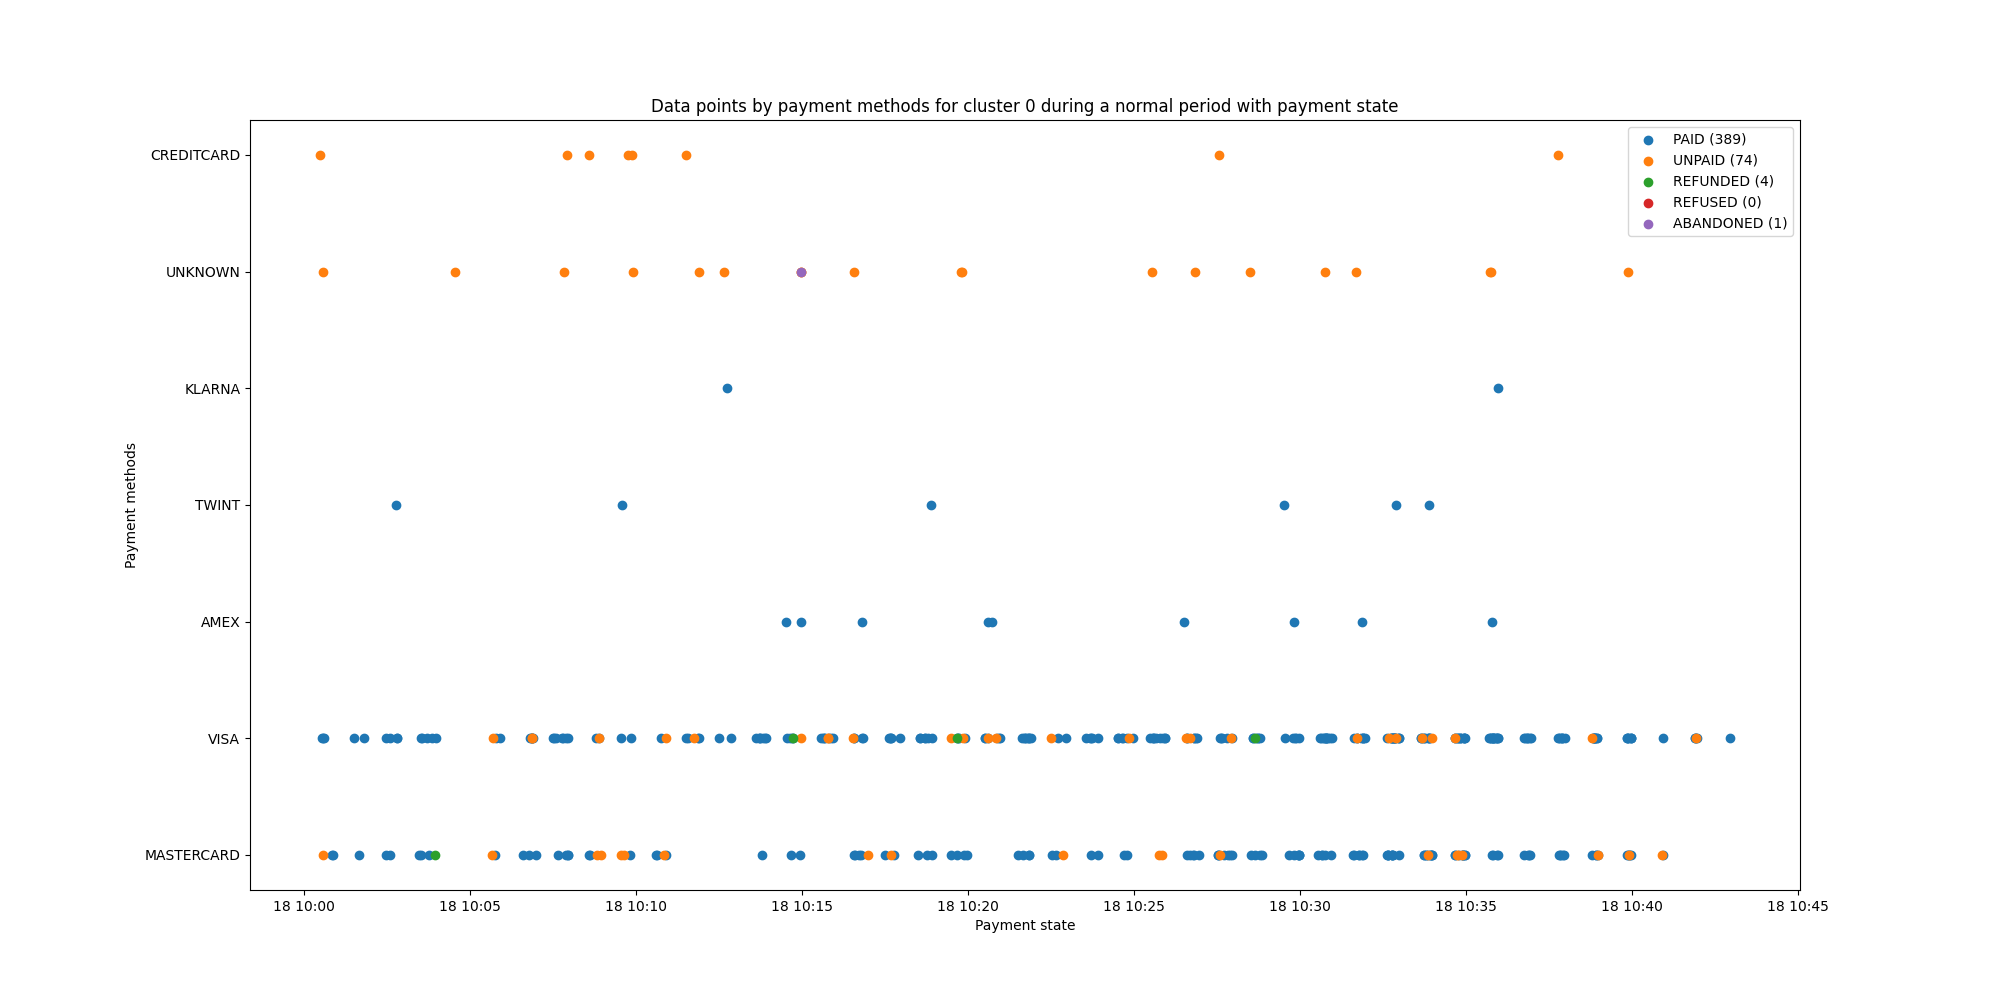 Data points by payment methods for cluster 0 during a normal period with payment state
PAID (389)
UNPAID (74)
REFUNDED (4)
REFUSED (0)
ABANDONED (1)
Payment methods
CREDITCARD
UNKNOWN
KLARNA
TWINT
AMEX
VISA
MASTERCARD
18 10:00 18 10:05 18 10:10 18 10:15 18 10:20 18 10:25 18 10:30 18 10:35 18 10:40 18 10:45
Payment state